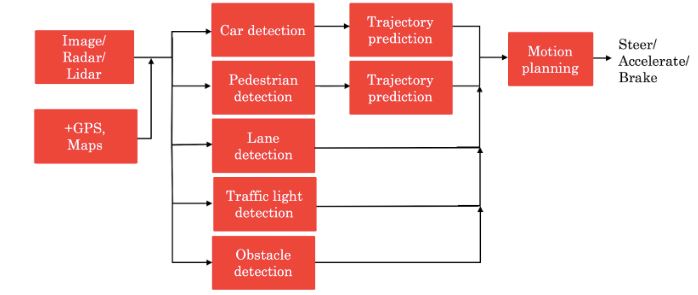 Image/
Radar/
Lidar
+GPS,
Maps
Car detection
Trajectory
prediction
Pedestrian
detection
Trajectory
prediction
Lane
detection
Traffic light
detection
Obstacle
detection
Motion
planning
Steer/
Accelerate/
Brake